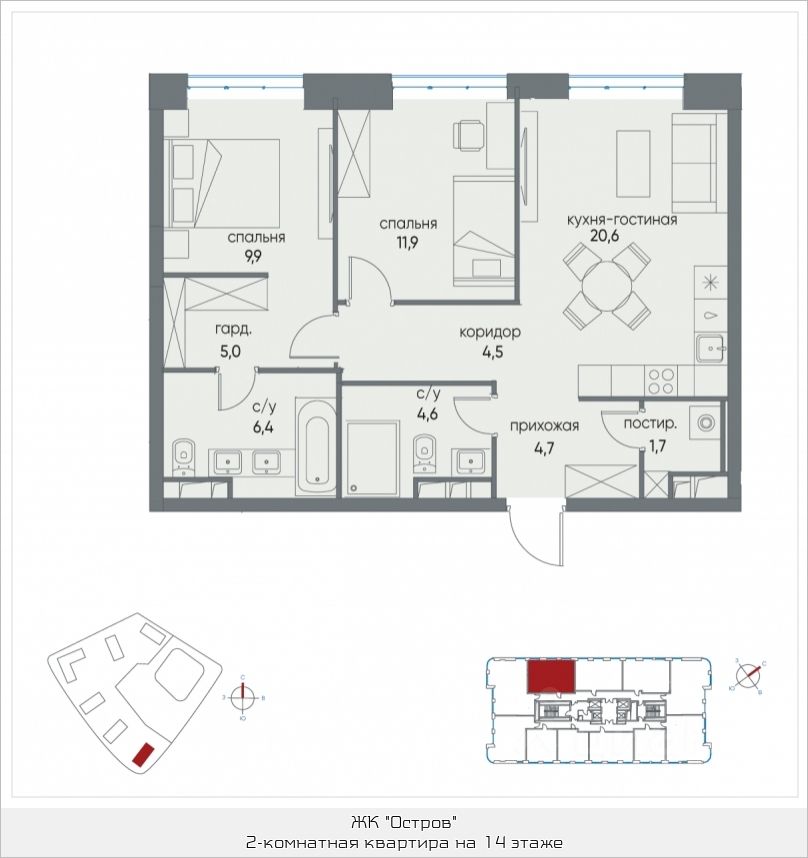 спальня
9,9
спальня
11,9
кухня-гостиная
20,6
гард.
5,0
коридор
4,5
с/у
6,4
с/у
4,6
прихожая
4,7
постир.
1,7
С
З
В
Ю
З
С
Ю
В
ЖК "Остров"
2-комнатная квартира на 14 этаже